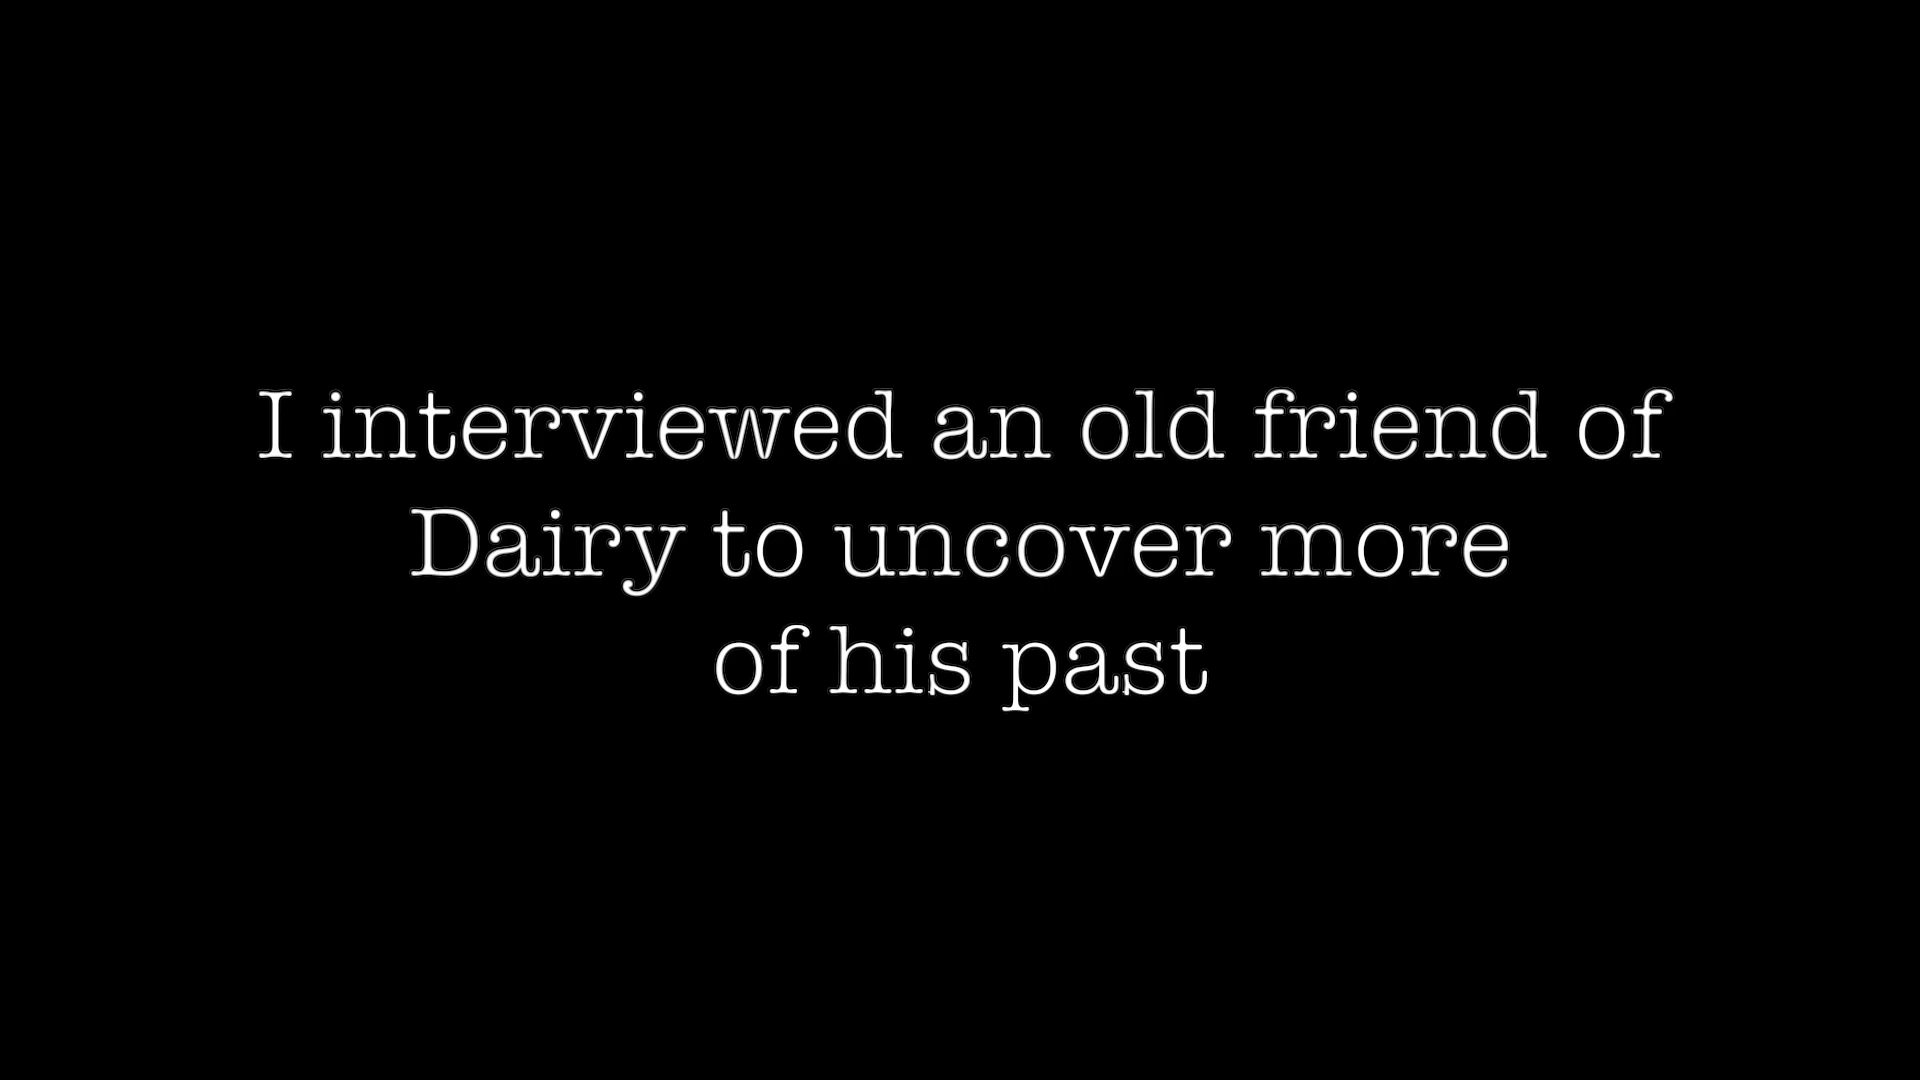 I interviewed an old friend of
Dairy to uncover more
of his past